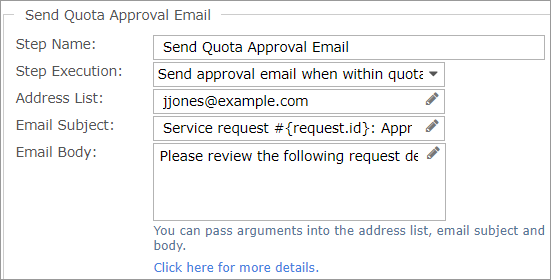 Send Quota Approval Email
Step Name: Send Quota Approval Email
Step Execution: Send approval email when within quota
Address List: jjones@example.com
Email Subject: Service request #{request.id}: Appr
Email Body: Please review the following request de
You can pass arguments into the address list, email subject and
body.
Click here for more details.